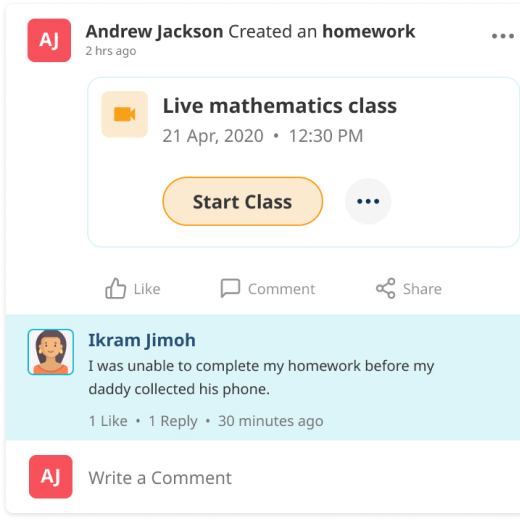 AJ
Andrew Jackson Created an homework
2 hrs ago
Live mathematics class
21 Apr, 2020 • 12:30 PM
Start Class
Like
Comment
Share
Ikram Jimoh
I was unable to complete my homework before my
daddy collected his phone.
1 Like • 1 Reply • 30 minutes ago
AJ
Write a Comment